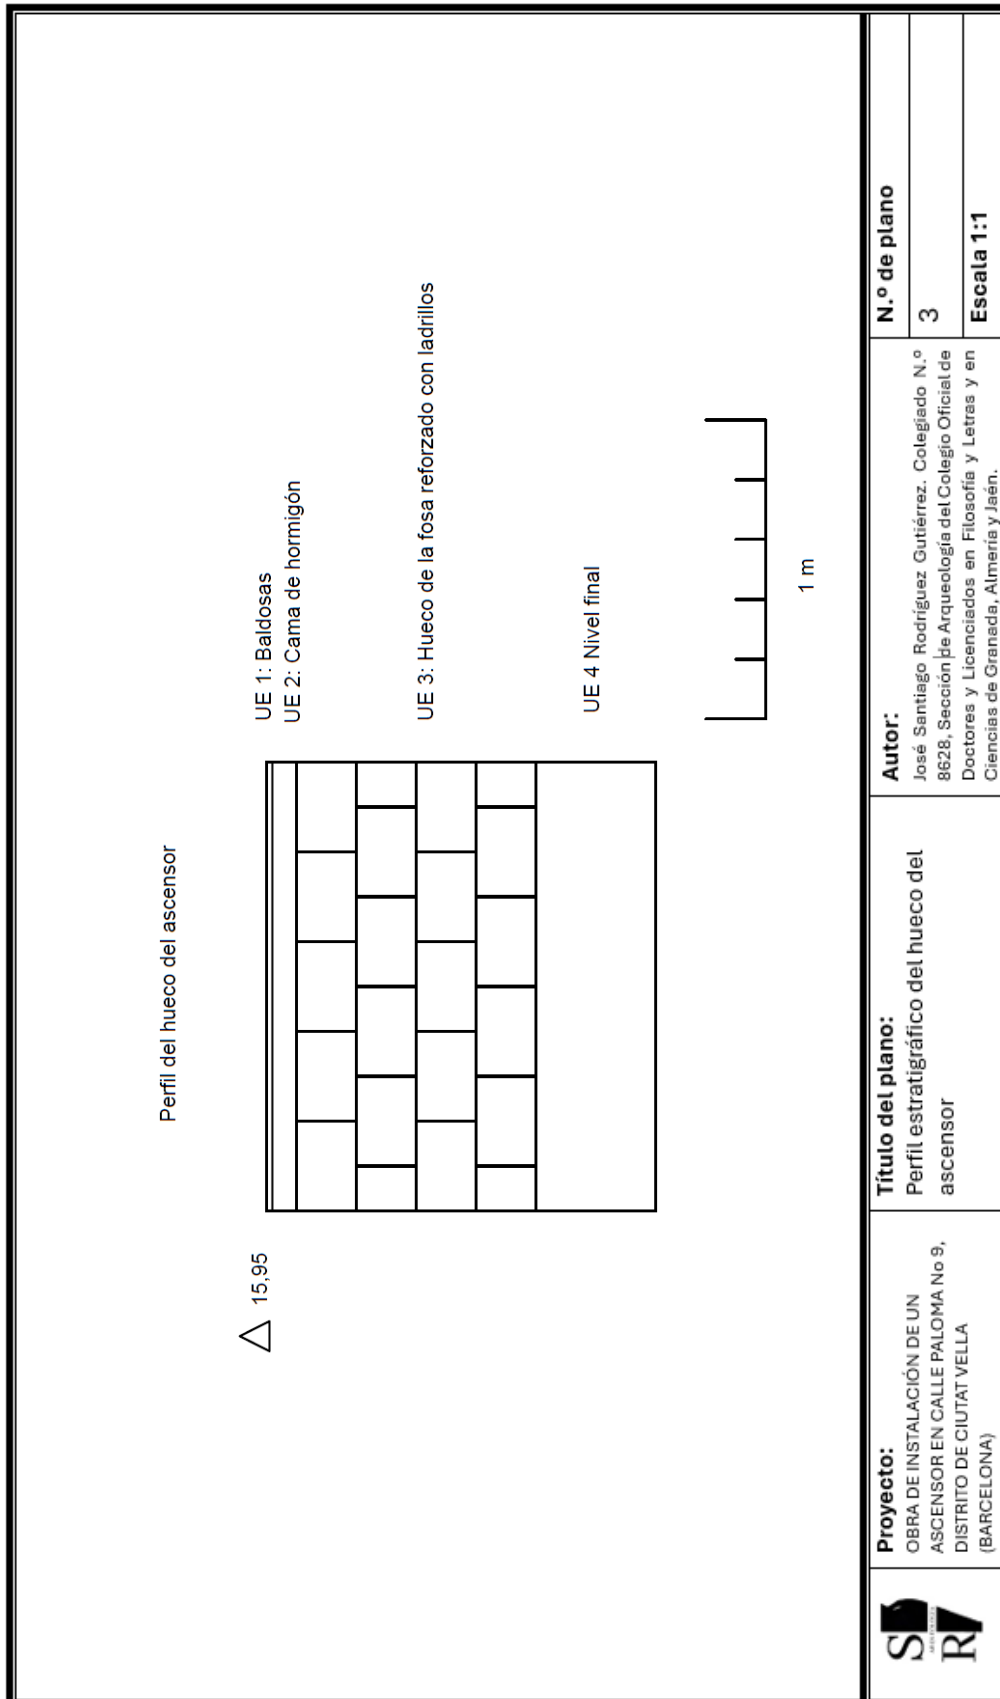 Perfil del hueco del ascensor
15,95
UE 1: Baldosas
UE 2: Cama de hormigón
UE 3: Hueco de la fosa reforzado con ladrillos
UE 4 Nivel final
1 m
S
R
Proyecto:
OBRA DE INSTALACIÓN DE UN
ASCENSOR EN CALLE PALOMA No 9,
DISTRITO DE CIUTAT VELLA
(BARCELONA)
Título del plano:
Perfil estratigráfico del hueco del
ascensor
Autor:
José Santiago Rodríguez Gutiérrez. Colegiado N.º
8628, Sección de Arqueología del Colegio Oficial de
Doctores y Licenciados en Filosofía y Letras y en
Ciencias de Granada, Almería y Jaén.
N.º de plano
3
Escala 1:1